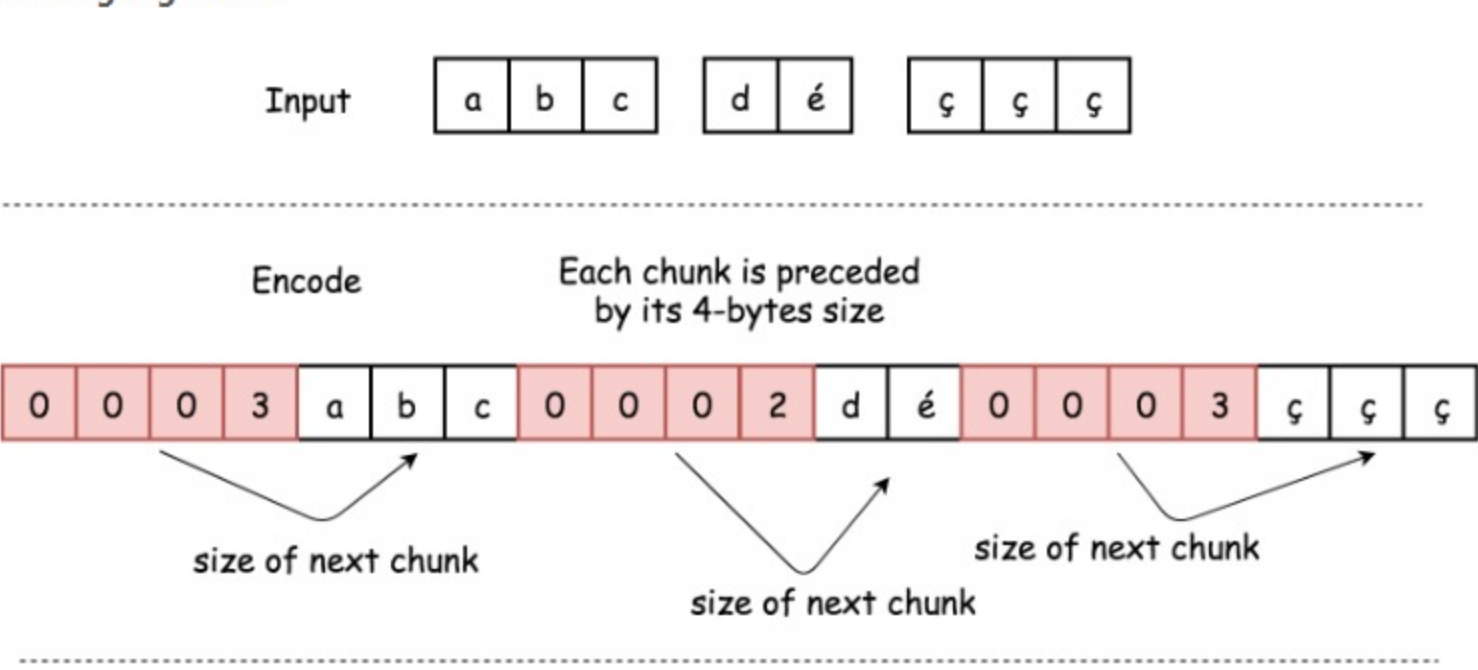 Input a b c d é ç ç ç
Encode
Each chunk is preceded
by its 4-bytes size
0 0 0 3 a b c 0 0 0 2 d é 0 0 0 3 ç ç ç
size of next chunk
size of next chunk
size of next chunk